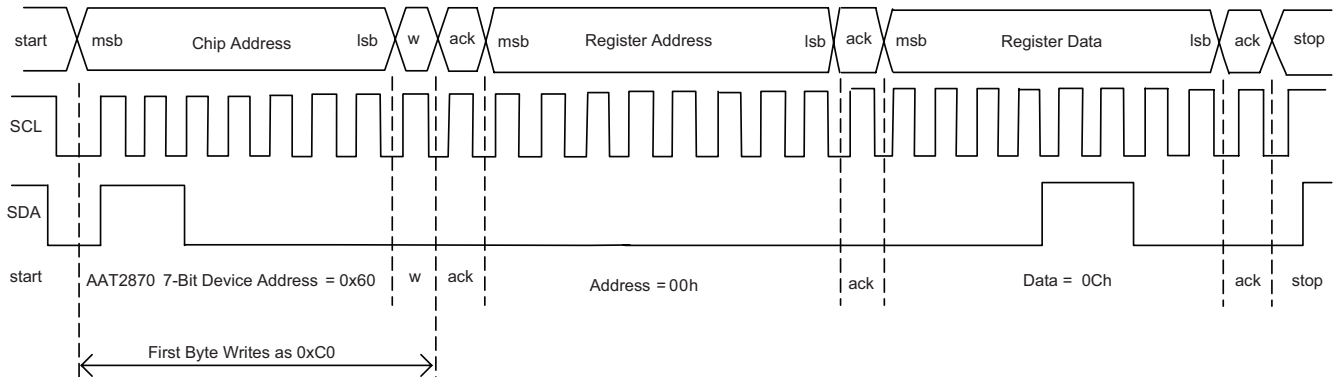 start msb Chip Address lsb w ack msb Register Address lsb ack msb Register Data lsb ack stop
SCL
SDA
start AAT2870 7-Bit Device Address = 0x60 w ack Address = 00h ack Data = 0Ch ack stop
First Byte Writes as 0xC0